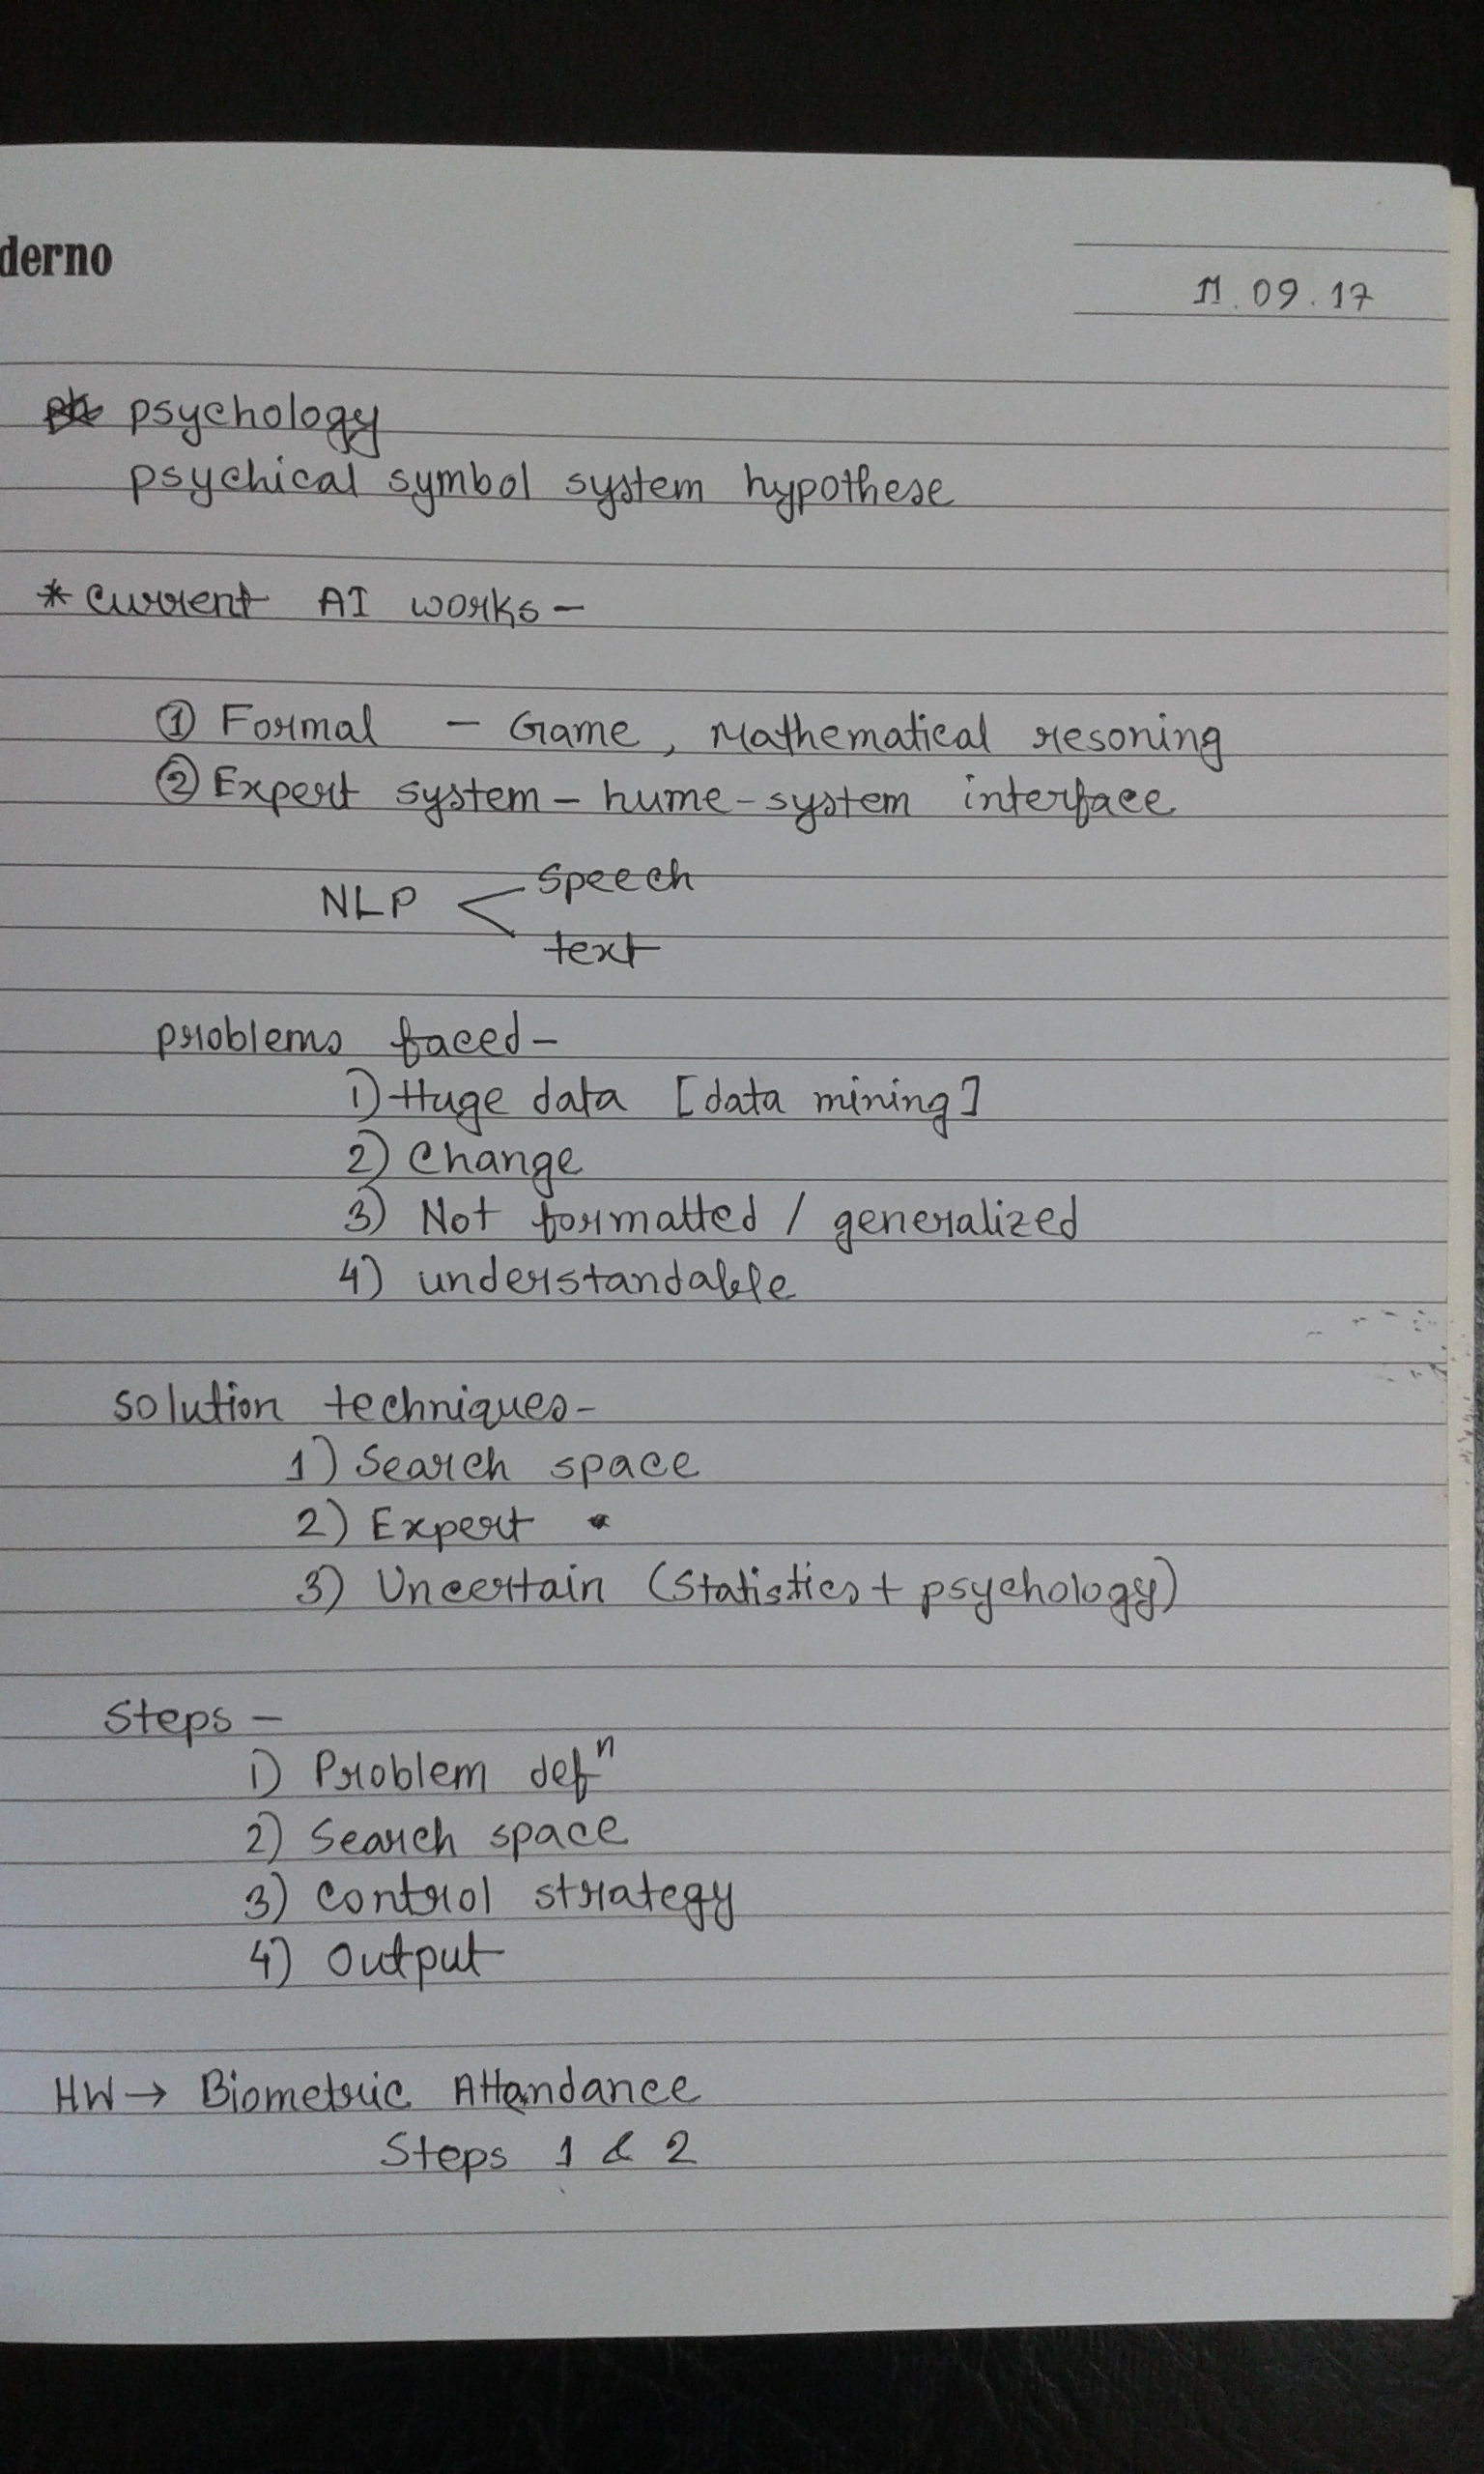 derno
11.09.17
psychology
psychical symbol system hypothese
* Current AI works -
① Formal - Game, Mathematical resoning
② Expert system - hume-system interface
NLP < speech
text
problems faced -
1) Huge data [data mining]
2) Change
3) Not formatted / generalized
4) understandable
solution techniques -
1) Search space
2) Expert
3) Uncertain (Statistics + psychology)
Steps -
1) Problem defⁿ
2) Search space
3) Control strategy
4) Output
HW → Biometric Attendance
Steps 1 & 2